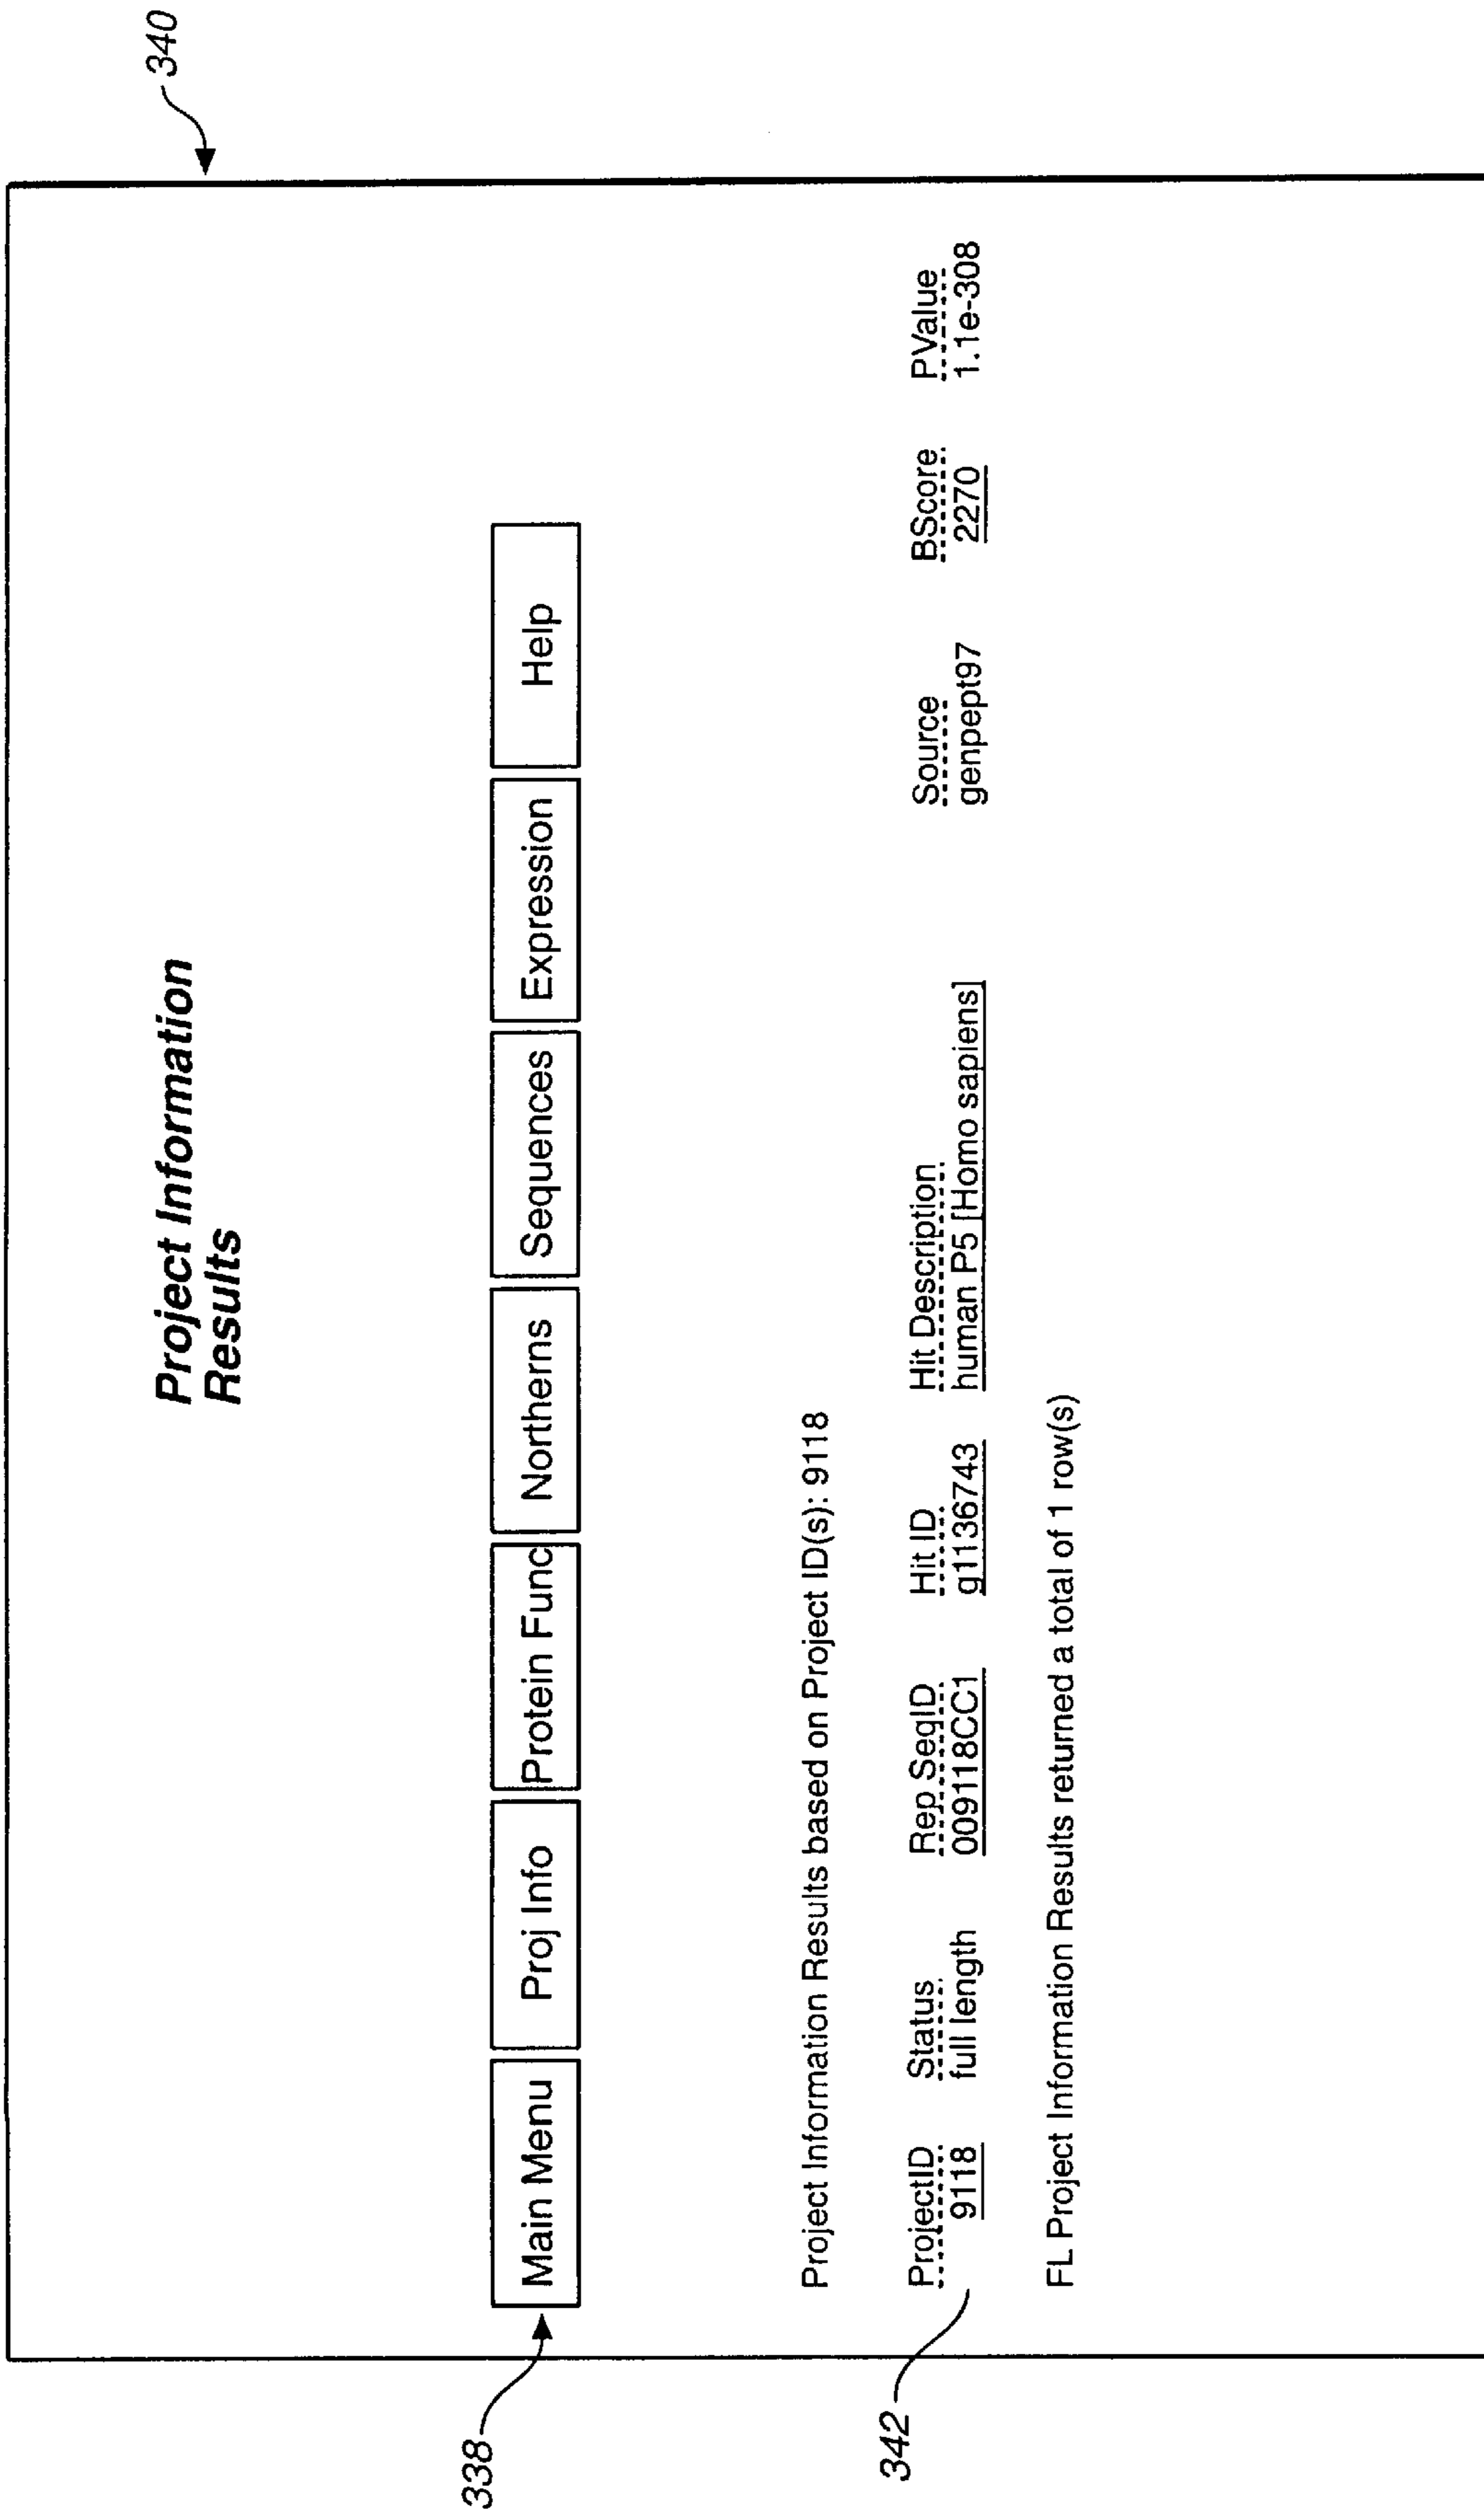 340
Project Information
Results
338
Main Menu Proj Info Protein Func Northerns Sequences Expression Help
Project Information Results based on Project ID(s): 9118
342
ProjectID Status Rep SeqID Hit ID Hit Description Source BScore PValue
9118 full length 009118CC1 g1136743 human P5 [Homo sapiens] genpept97 2270 1.1e-308
FL Project Information Results returned a total of 1 row(s)